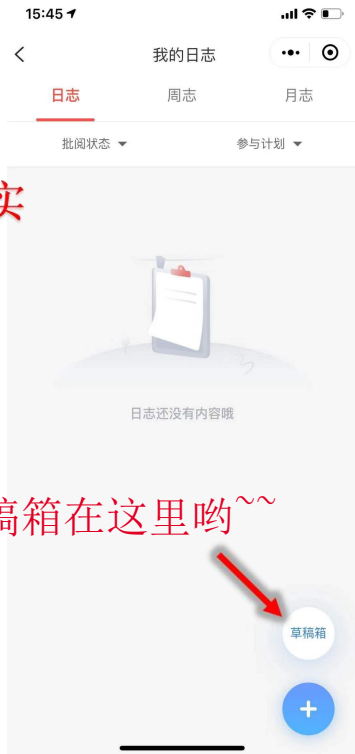 15:45
我的日志
日志 周志 月志
批阅状态 参与计划
实
日志还没有内容哦
稿箱在这里哟~~
草稿箱